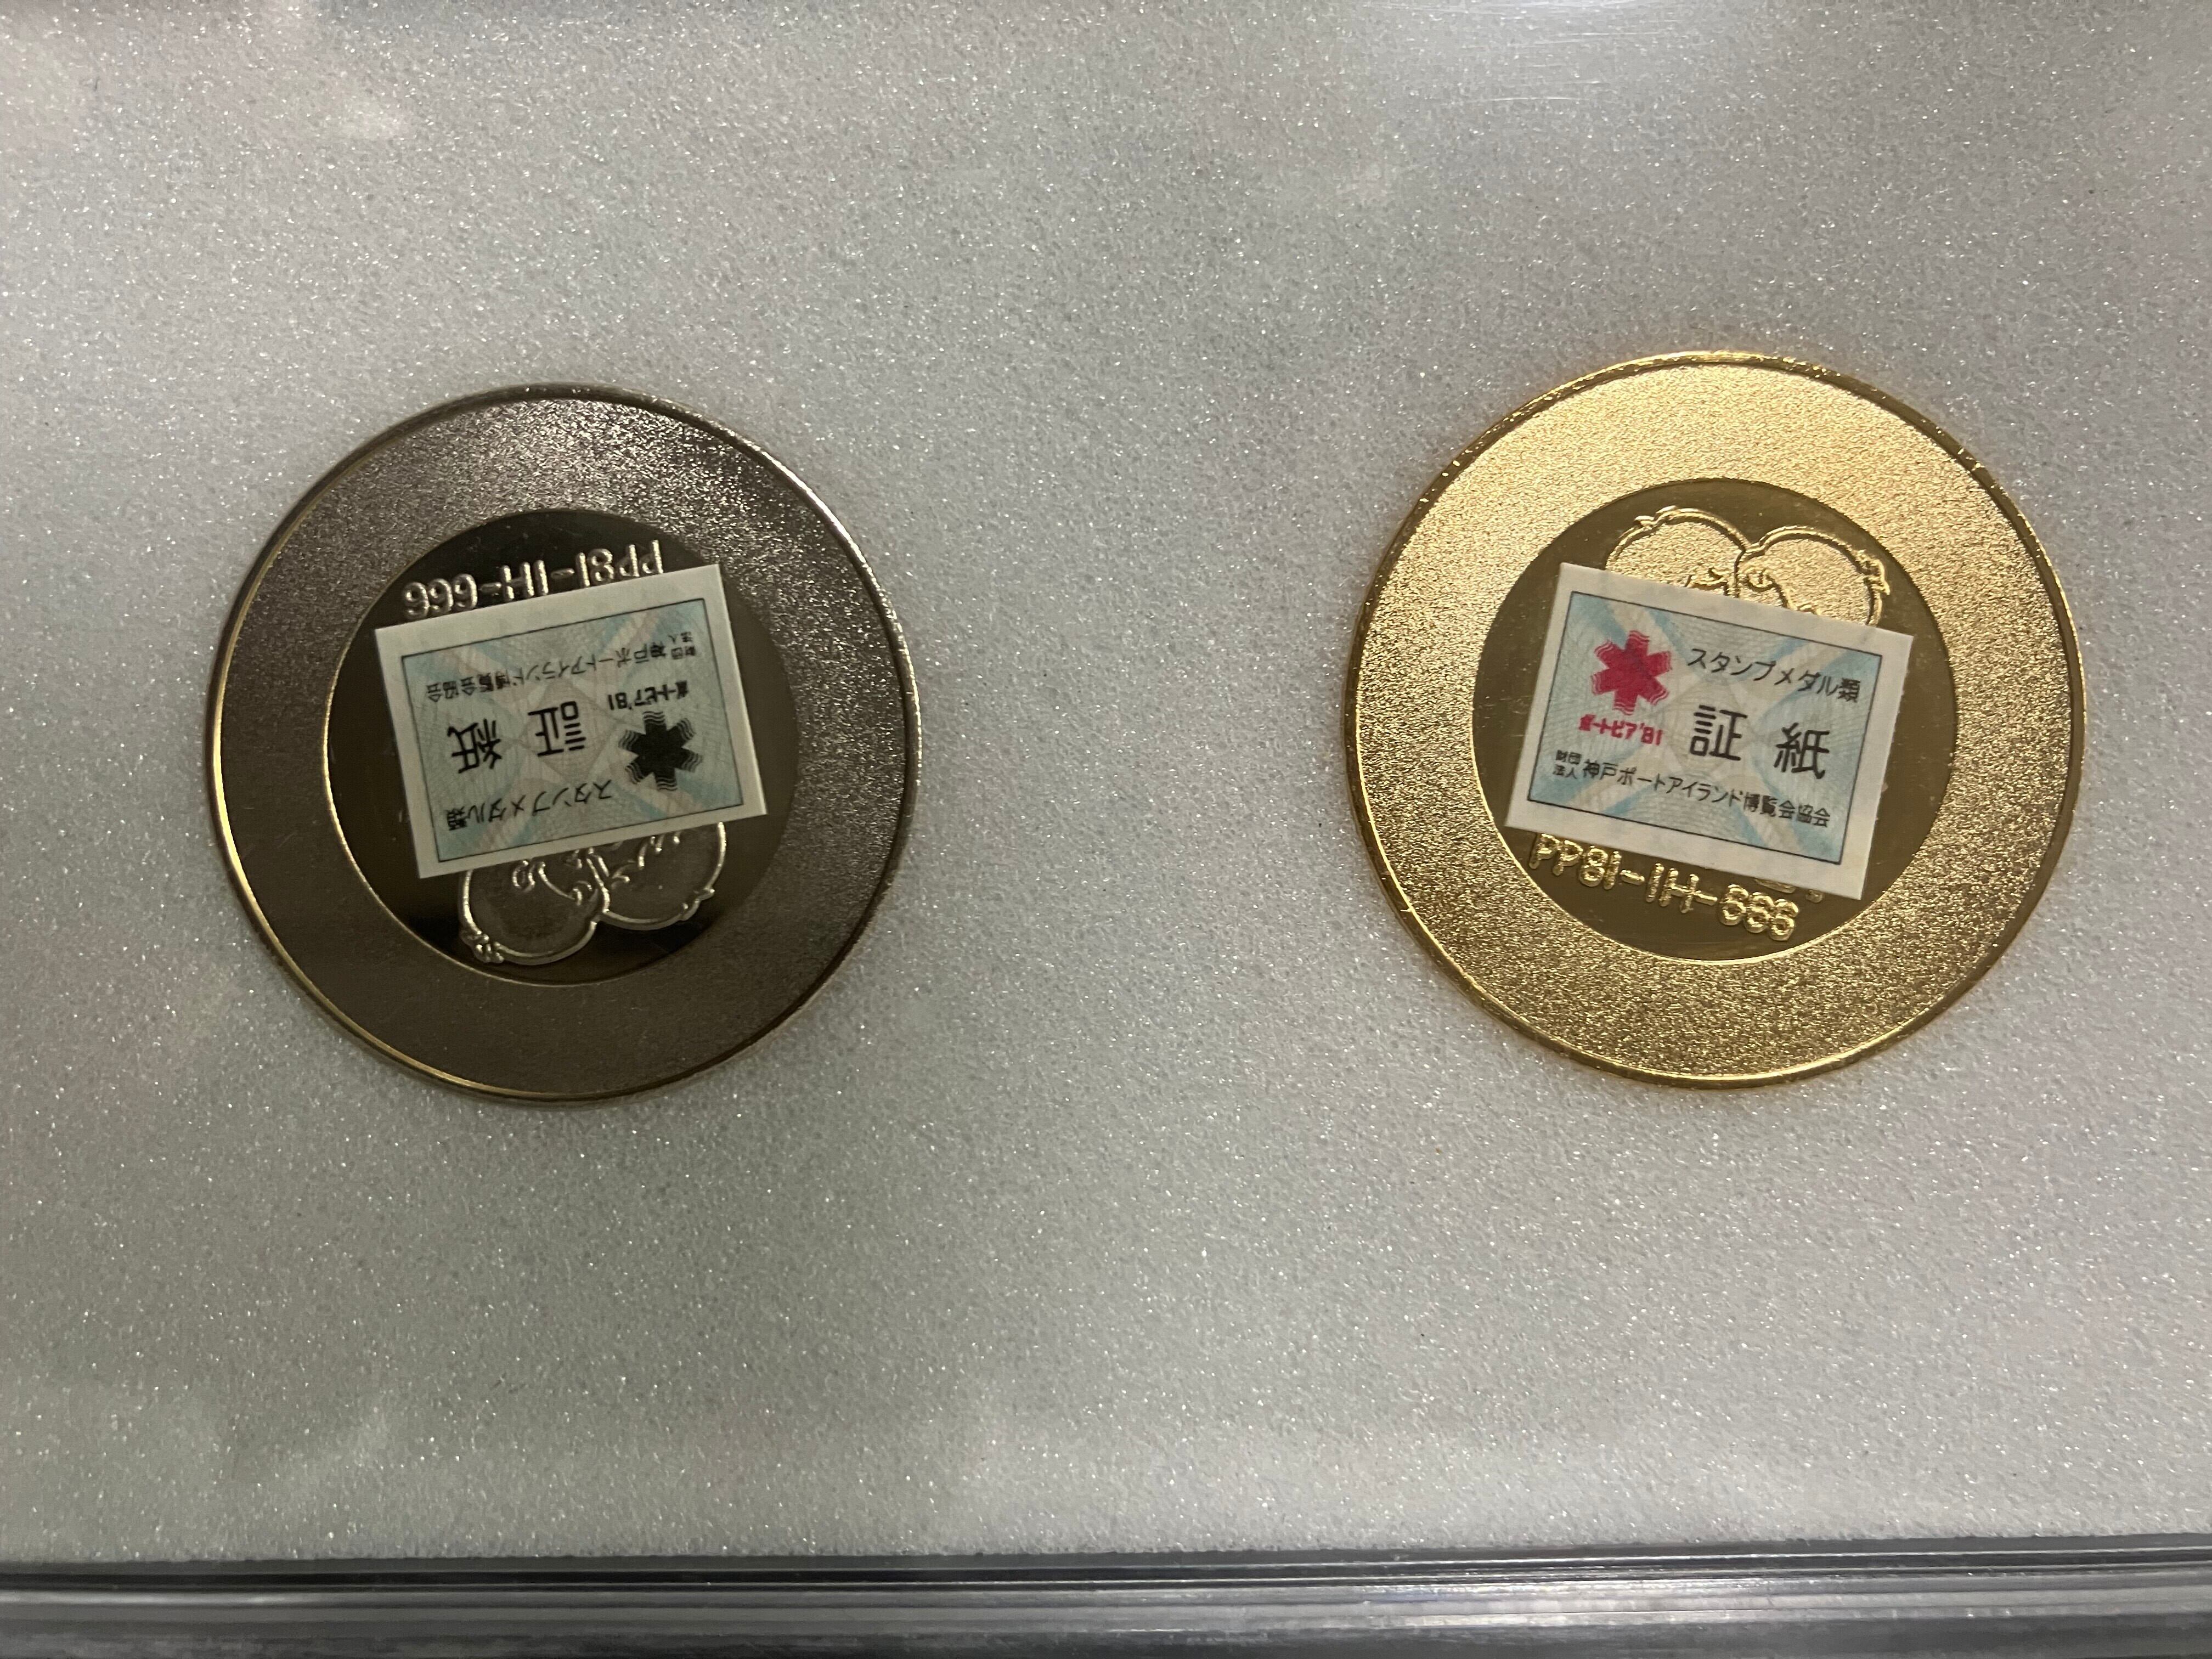 スタンプメダル類
証紙
ポートピア'81
財団法人 神戸ポートアイランド博覧会協会
PP81-1H-666
スタンプメダル類
証紙
ポートピア'81
財団法人 神戸ポートアイランド博覧会協会
PP81-1H-666